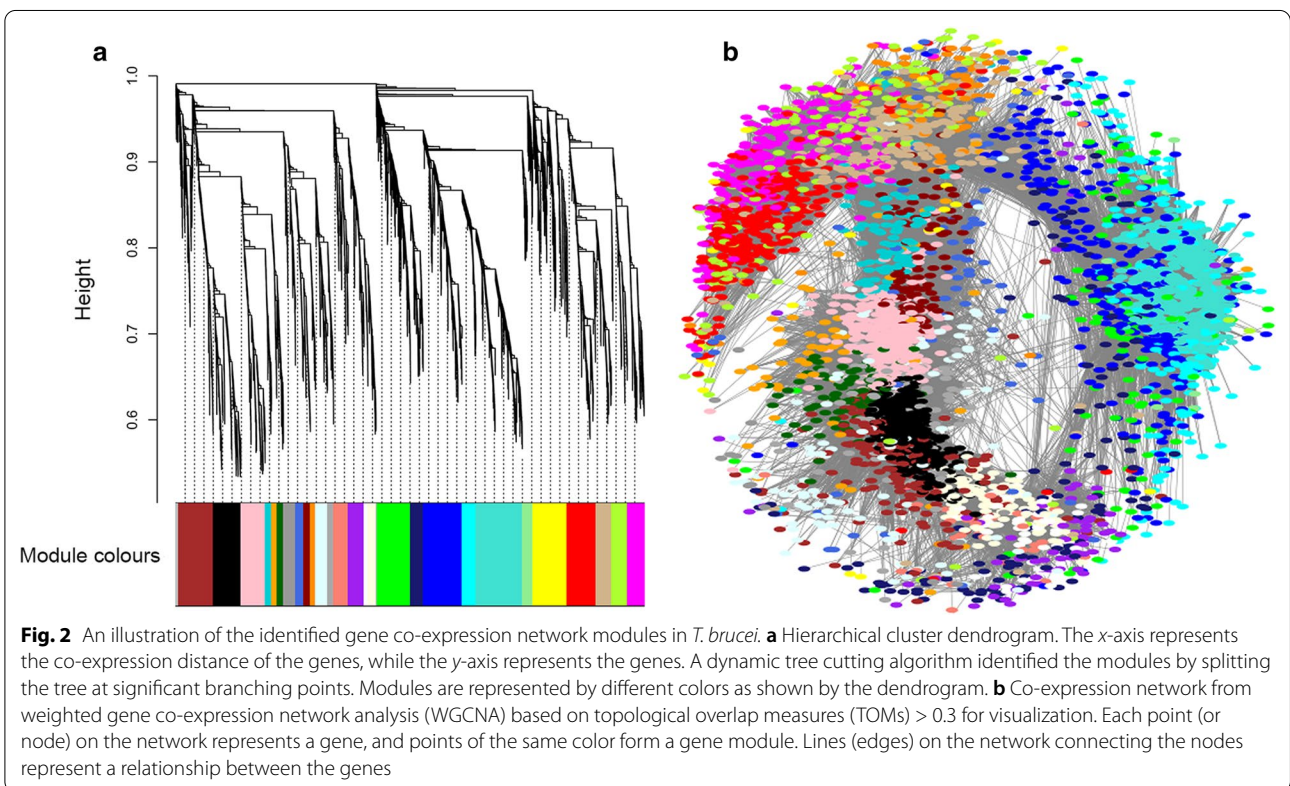 a
b
1.0
0.9
0.8
0.7
0.6
Height
Module colours
Fig. 2 An illustration of the identified gene co-expression network modules in T. brucei. a Hierarchical cluster dendrogram. The x-axis represents
the co-expression distance of the genes, while the y-axis represents the genes. A dynamic tree cutting algorithm identified the modules by splitting
the tree at significant branching points. Modules are represented by different colors as shown by the dendrogram. b Co-expression network from
weighted gene co-expression network analysis (WGCNA) based on topological overlap measures (TOMs) > 0.3 for visualization. Each point (or
node) on the network represents a gene, and points of the same color form a gene module. Lines (edges) on the network connecting the nodes
represent a relationship between the genes